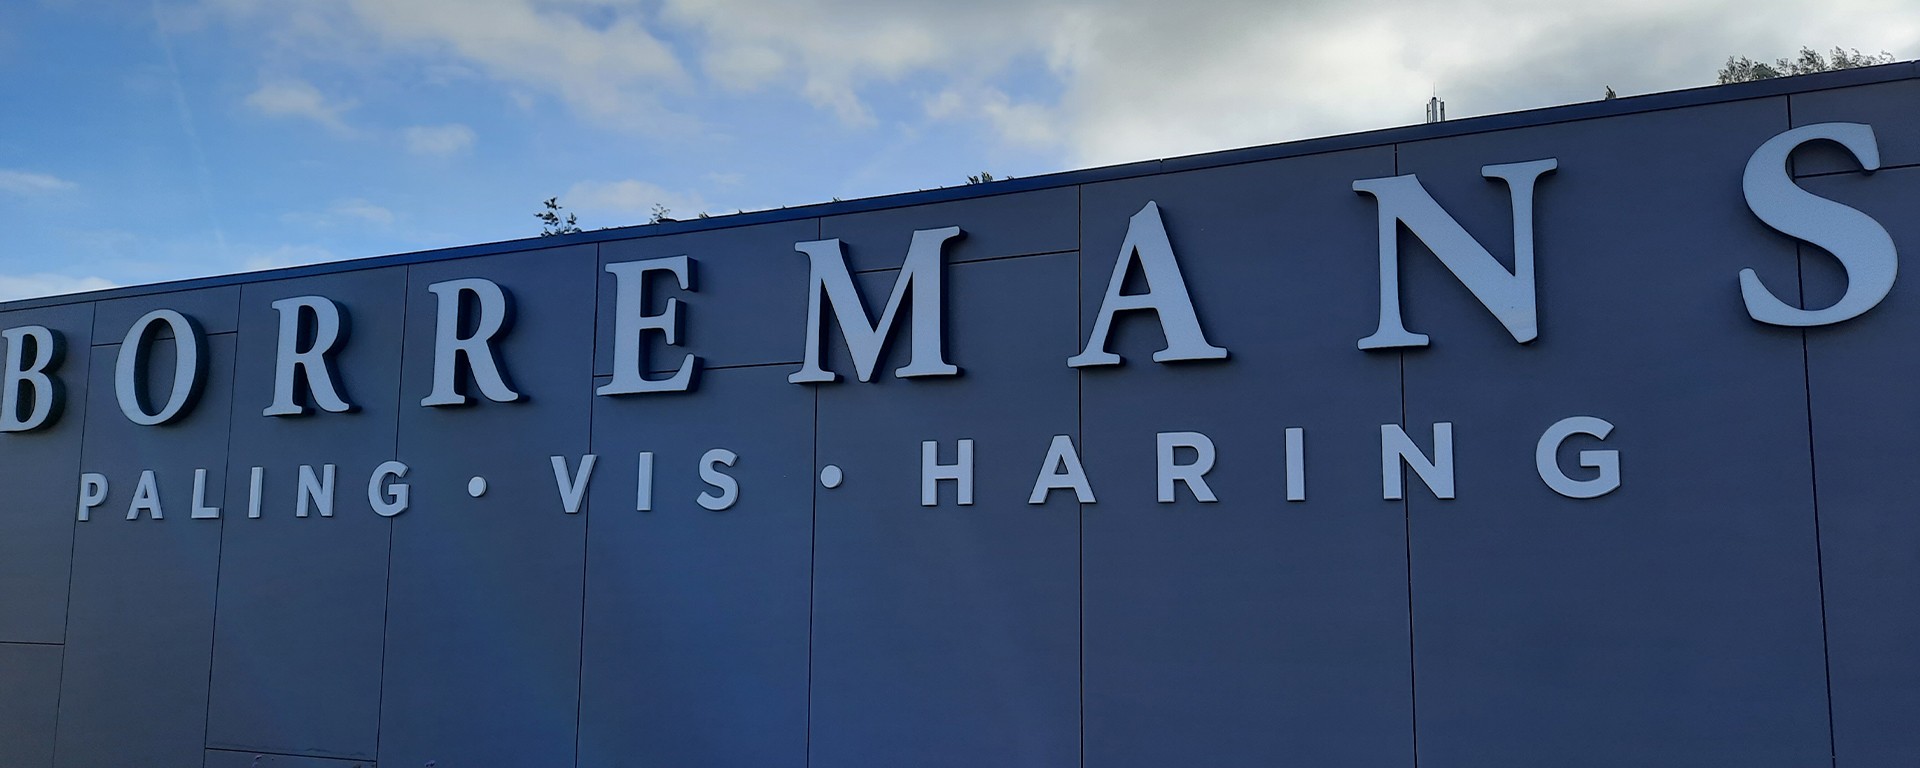 BORREMANS
PALING • VIS • HARING